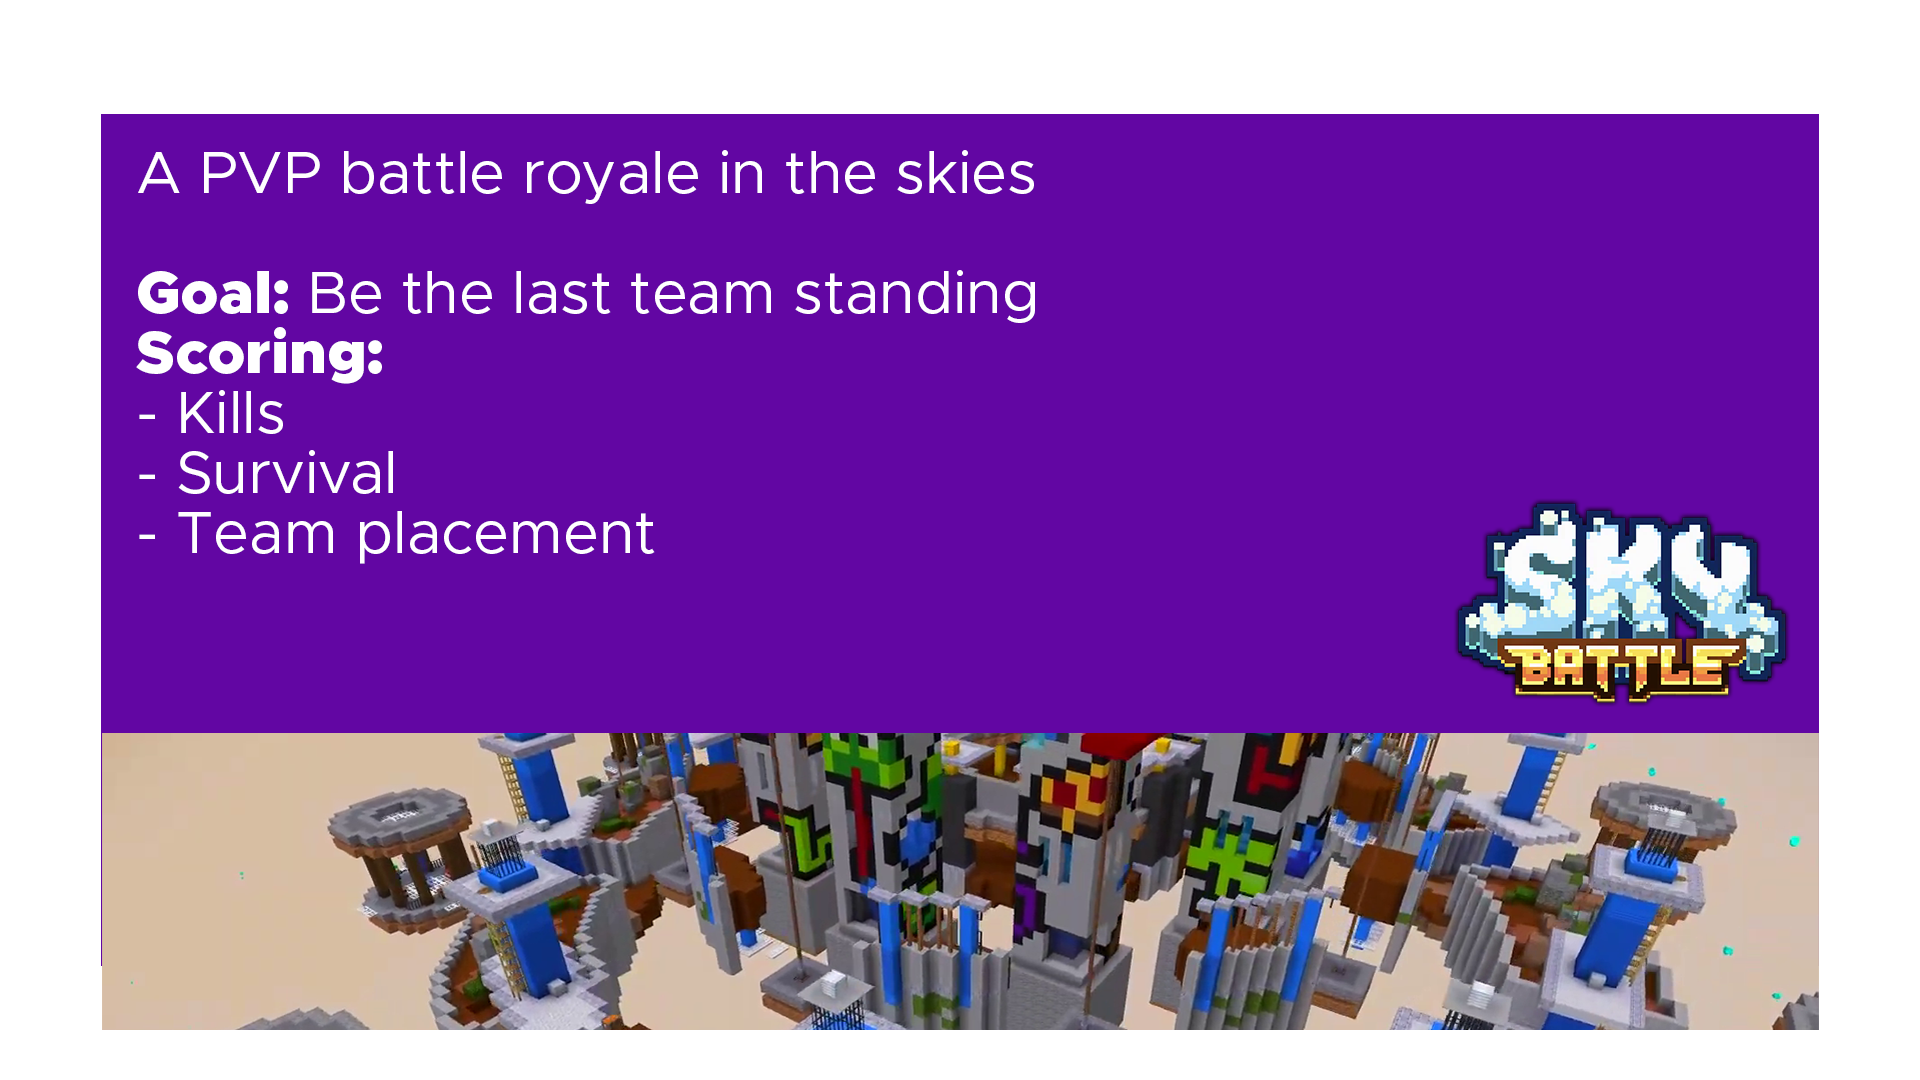 A PVP battle royale in the skies
Goal: Be the last team standing
Scoring:
- Kills
- Survival
- Team placement
SKY
BATTLE